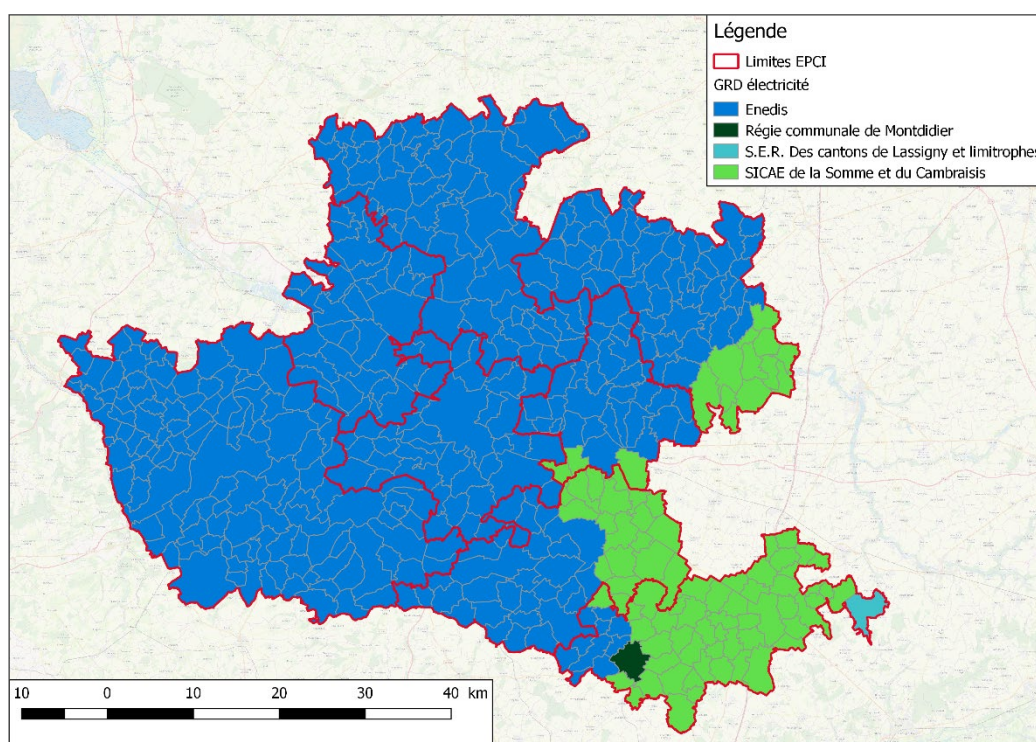 Légende
Limites EPCI
GRD électricité
Enedis
Régie communale de Montdidier
S.E.R. Des cantons de Lassigny et limitrophes
SICAE de la Somme et du Cambraisis
10 0 10 20 30 40 km